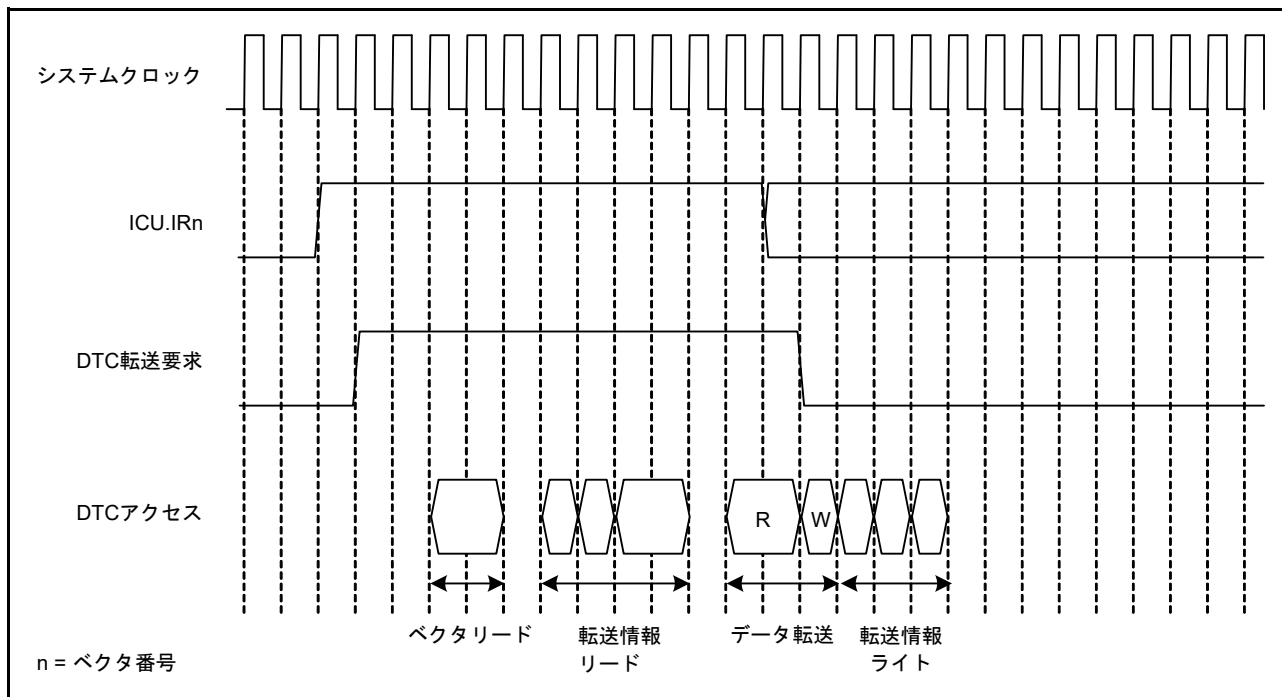 システムクロック
ICU.IRn
DTC転送要求
DTCアクセス
R
W
ベクタリード
転送情報
リード
データ転送
転送情報
ライト
n = ベクタ番号